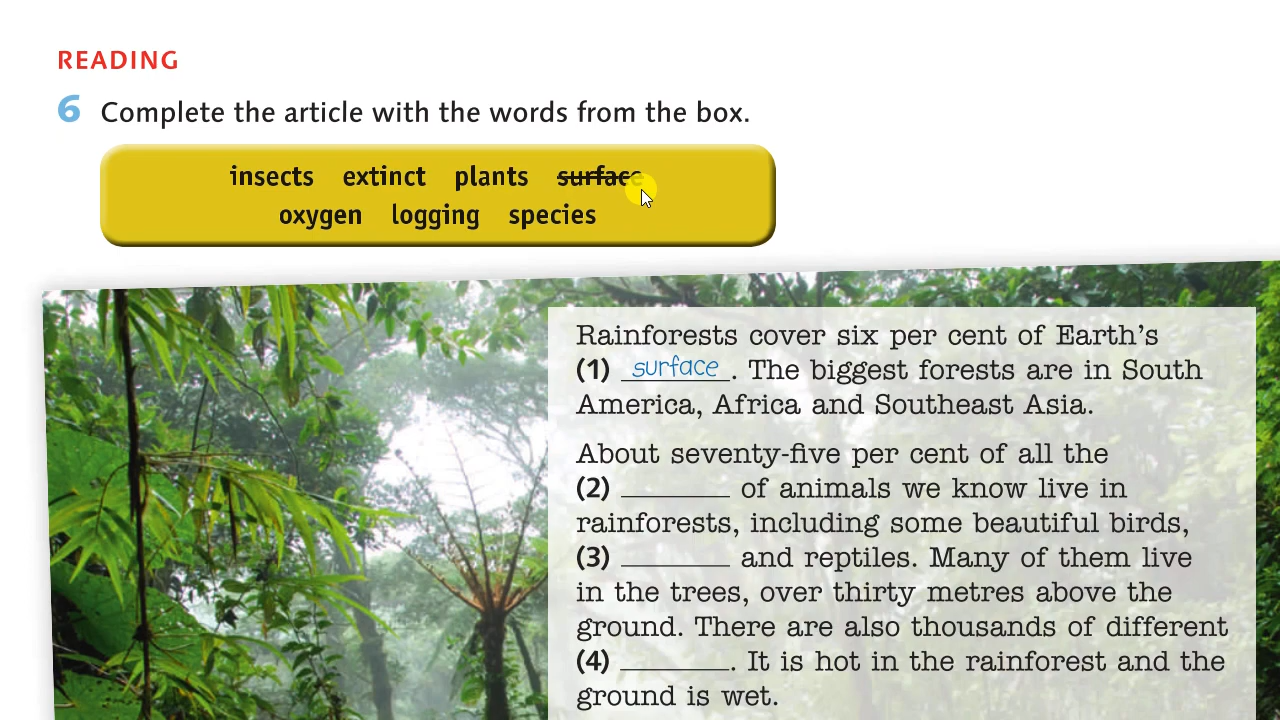 READING
6 Complete the article with the words from the box.
insects extinct plants surface
oxygen logging species
Rainforests cover six per cent of Earth's
(1) surface. The biggest forests are in South
America, Africa and Southeast Asia.
About seventy-five per cent of all the
(2) ________ of animals we know live in
rainforests, including some beautiful birds,
(3) ________ and reptiles. Many of them live
in the trees, over thirty metres above the
ground. There are also thousands of different
(4) ________. It is hot in the rainforest and the
ground is wet.